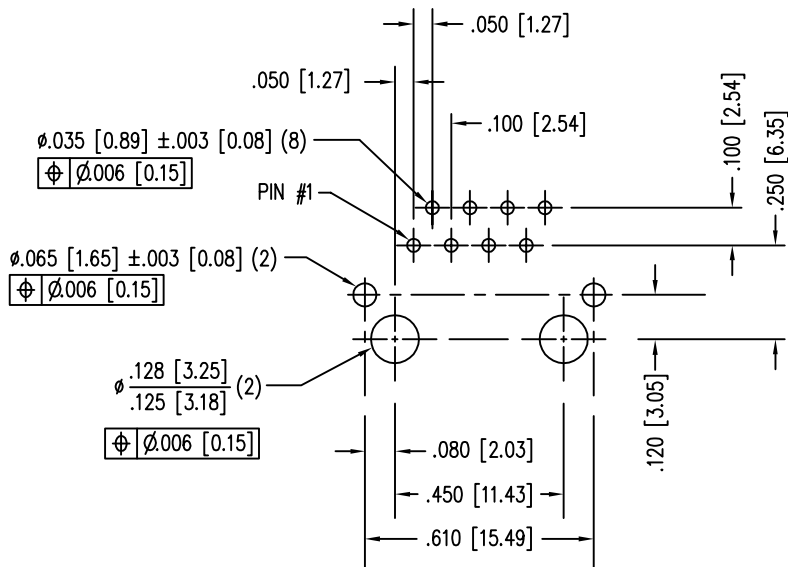 .050 [1.27]
.050 [1.27]
.100 [2.54]
.100 [2.54]
.250 [6.35]
ø.035 [0.89] ±.003 [0.08] (8)
⌖ Ø.006 [0.15]
PIN #1
ø.065 [1.65] ±.003 [0.08] (2)
⌖ Ø.006 [0.15]
ø .128 [3.25] (2)
.125 [3.18]
⌖ Ø.006 [0.15]
.120 [3.05]
.080 [2.03]
.450 [11.43]
.610 [15.49]